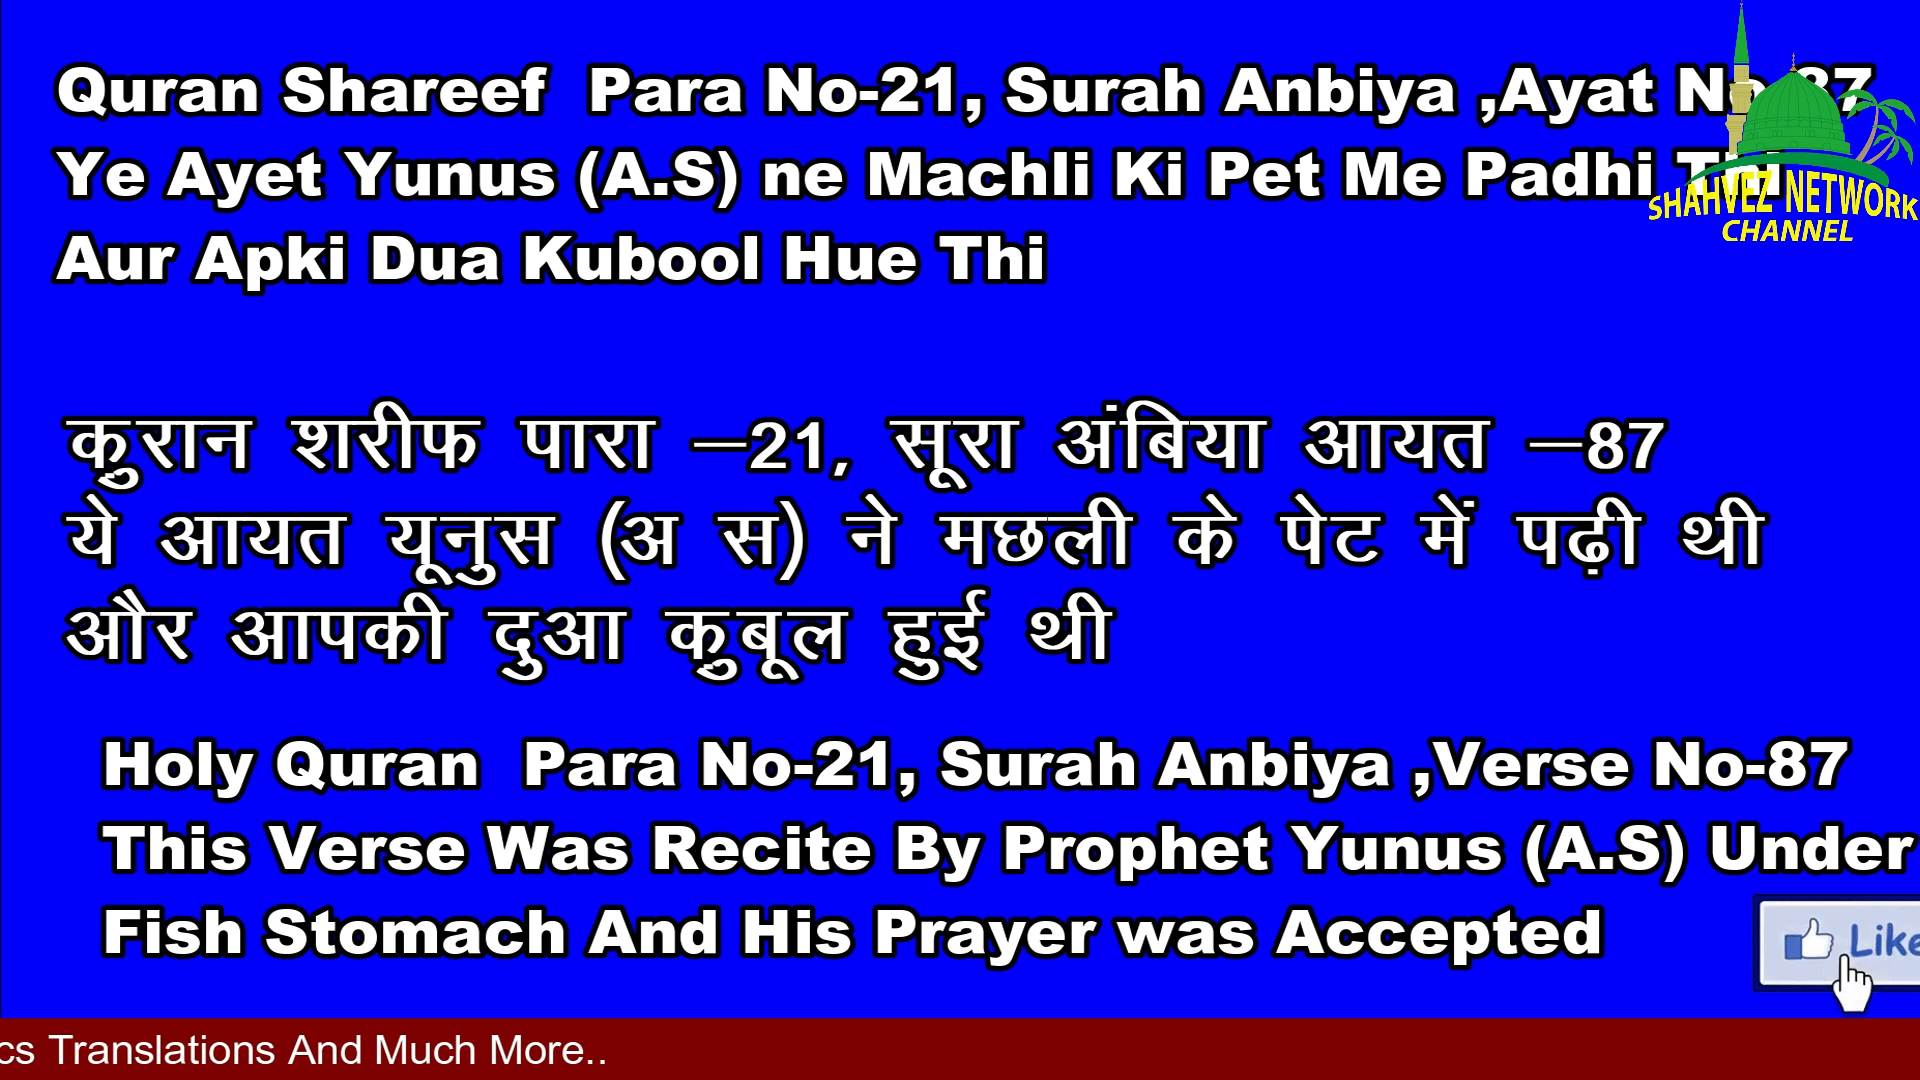 Quran Shareef Para No-21, Surah Anbiya ,Ayat No-87
Ye Ayet Yunus (A.S) ne Machli Ki Pet Me Padhi Thi
Aur Apki Dua Kubool Hue Thi
SHAHVEZ NETWORK
CHANNEL
कुरान शरीफ पारा –21, सूरा अंबिया आयत –87
ये आयत यूनुस (अ स) ने मछली के पेट में पढ़ी थी
और आपकी दुआ कुबूल हुई थी
Holy Quran Para No-21, Surah Anbiya ,Verse No-87
This Verse Was Recite By Prophet Yunus (A.S) Under
Fish Stomach And His Prayer was Accepted
Like
cs Translations And Much More..